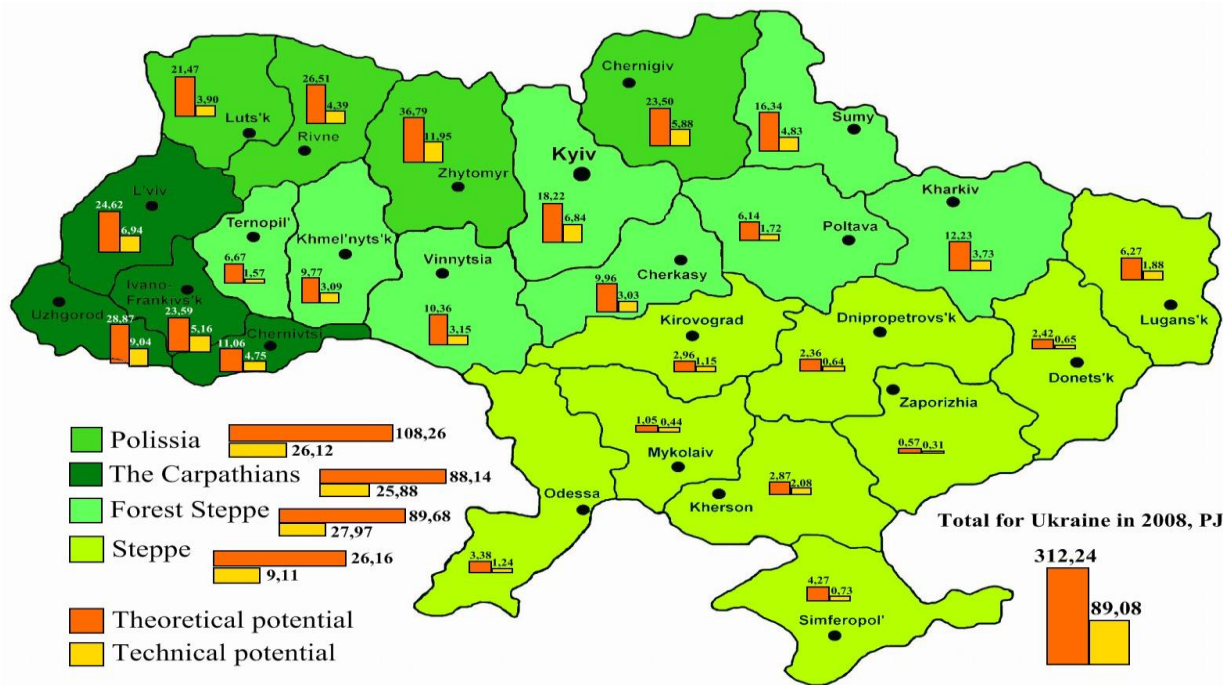 21,47
3,90
Luts'k
26,51
4,39
Rivne
36,79
11,95
Zhytomyr
Chernigiv
23,50
5,88
16,34
4,83
Sumy
Kyiv
18,22
6,84
L'viv
24,62
6,94
Ternopil'
6,67
1,57
Khmel'nyts'k
9,77
3,09
Vinnytsia
10,36
3,15
Cherkasy
9,96
3,03
6,14
1,72
Poltava
Kharkiv
12,23
3,73
6,27
1,88
Lugans'k
Uzhgorod
28,87
9,04
Ivano-
Frankivs'k
23,59
5,16
Chernivtsi
11,06
4,75
Kirovograd
2,96
1,15
Dnipropetrovs'k
2,36
0,64
2,42
0,65
Donets'k
Zaporizhia
0,57
0,31
1,05
0,44
Mykolaiv
2,87
2,08
Kherson
Odessa
3,38
1,24
4,27
0,73
Simferopol'
Polissia
108,26
26,12
The Carpathians
88,14
25,88
Forest Steppe
89,68
27,97
Steppe
26,16
9,11
Theoretical potential
Technical potential
Total for Ukraine in 2008, PJ
312,24
89,08